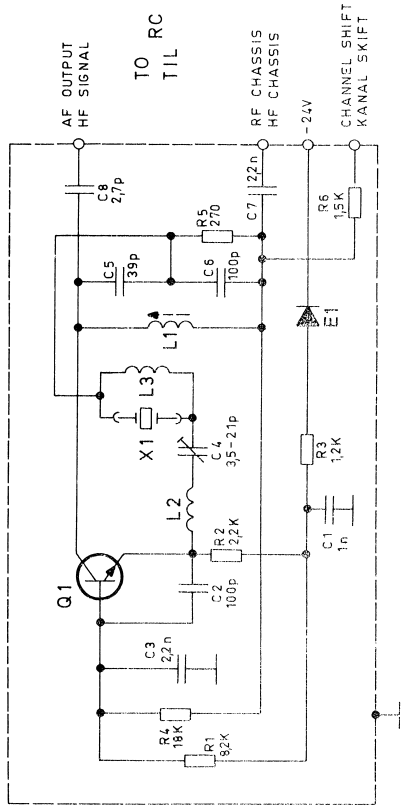 AF OUTPUT
HF SIGNAL
TO RC
TIL
RF CHASSIS
HF CHASSIS
-24V
CHANNEL SHIFT
KANAL SKIFT
C8
2,7p
C5
39p
R5
270
C6
100p
C7
2,2n
R6
1,5K
L1
L3
X1
C4
3,5-21p
E1
L2
R3
1,2K
Q1
R2
2,2K
C1
1n
C2
100p
C3
2,2n
R4
18K
R1
8,2K